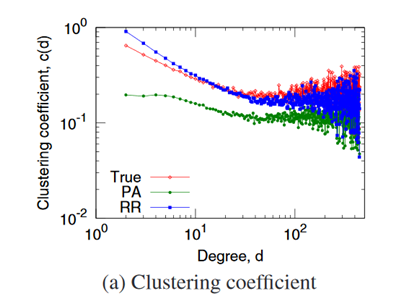 10^0
10^-1
10^-2
Clustering coefficient, c(d)
True
PA
RR
10^0 10^1 10^2
Degree, d
(a) Clustering coefficient